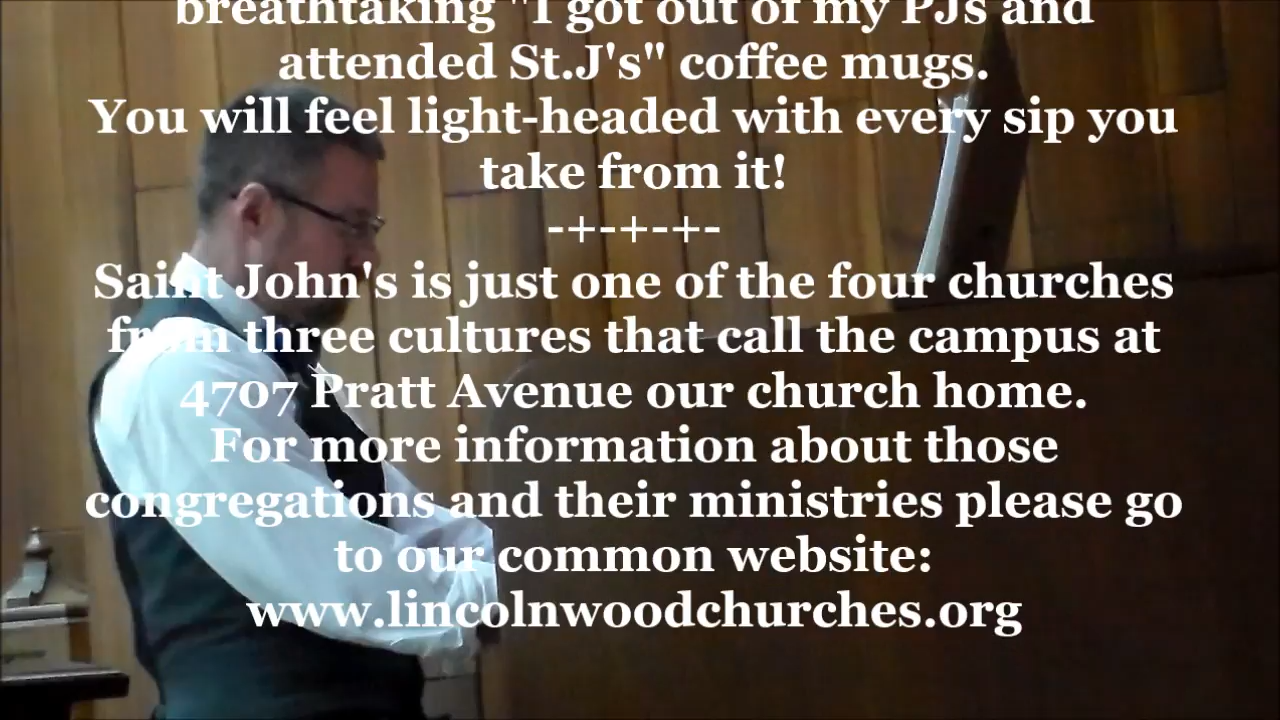 breathtaking "I got out of my PJs and
attended St.J's" coffee mugs.
You will feel light-headed with every sip you
take from it!
-+-+-+-
Saint John's is just one of the four churches
from three cultures that call the campus at
4707 Pratt Avenue our church home.
For more information about those
congregations and their ministries please go
to our common website:
www.lincolnwoodchurches.org